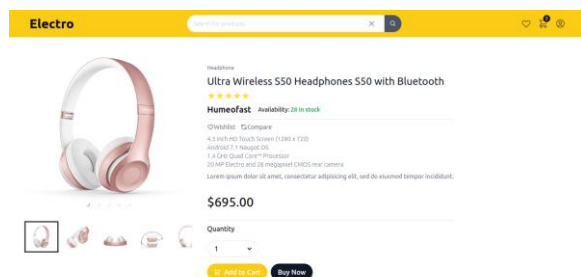 Electro
Search for products
0
Headphone
Ultra Wireless S50 Headphones S50 with Bluetooth
Humeofast Availability: 26 in stock
Wishlist Compare
4.5 inch HD Touch Screen (1280 x 720)
Android 7.1 Nougat OS
1.4 GHz Quad Core™ Processor
20 MP Electro and 28 megapixel CMOS rear camera
Lorem ipsum dolor sit amet, consectetur adipisicing elit, sed do eiusmod tempor incididunt.
$695.00
Quantity
1
Add to Cart Buy Now